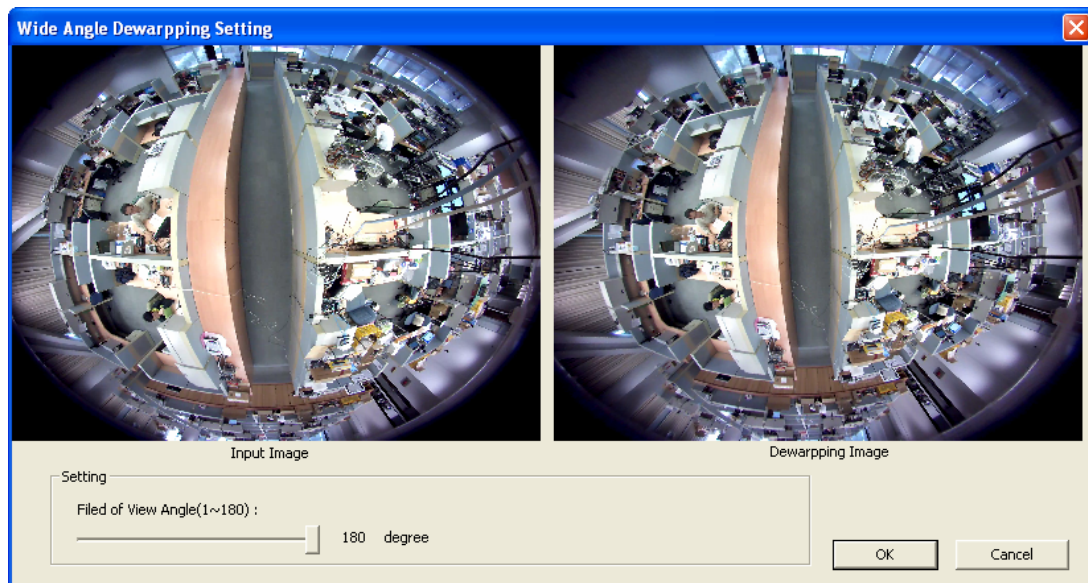 Wide Angle Dewarpping Setting
Input Image
Dewarpping Image
Setting
Filed of View Angle(1~180) :
180 degree
OK
Cancel